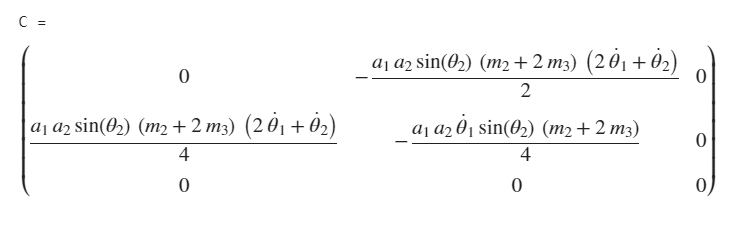 C =
0 −a₁ a₂ sin(θ₂) (m₂ + 2 m₃) (2 θ̇₁ + θ̇₂)/2 0
a₁ a₂ sin(θ₂) (m₂ + 2 m₃) (2 θ̇₁ + θ̇₂)/4 −a₁ a₂ θ̇₁ sin(θ₂) (m₂ + 2 m₃)/4 0
0 0 0